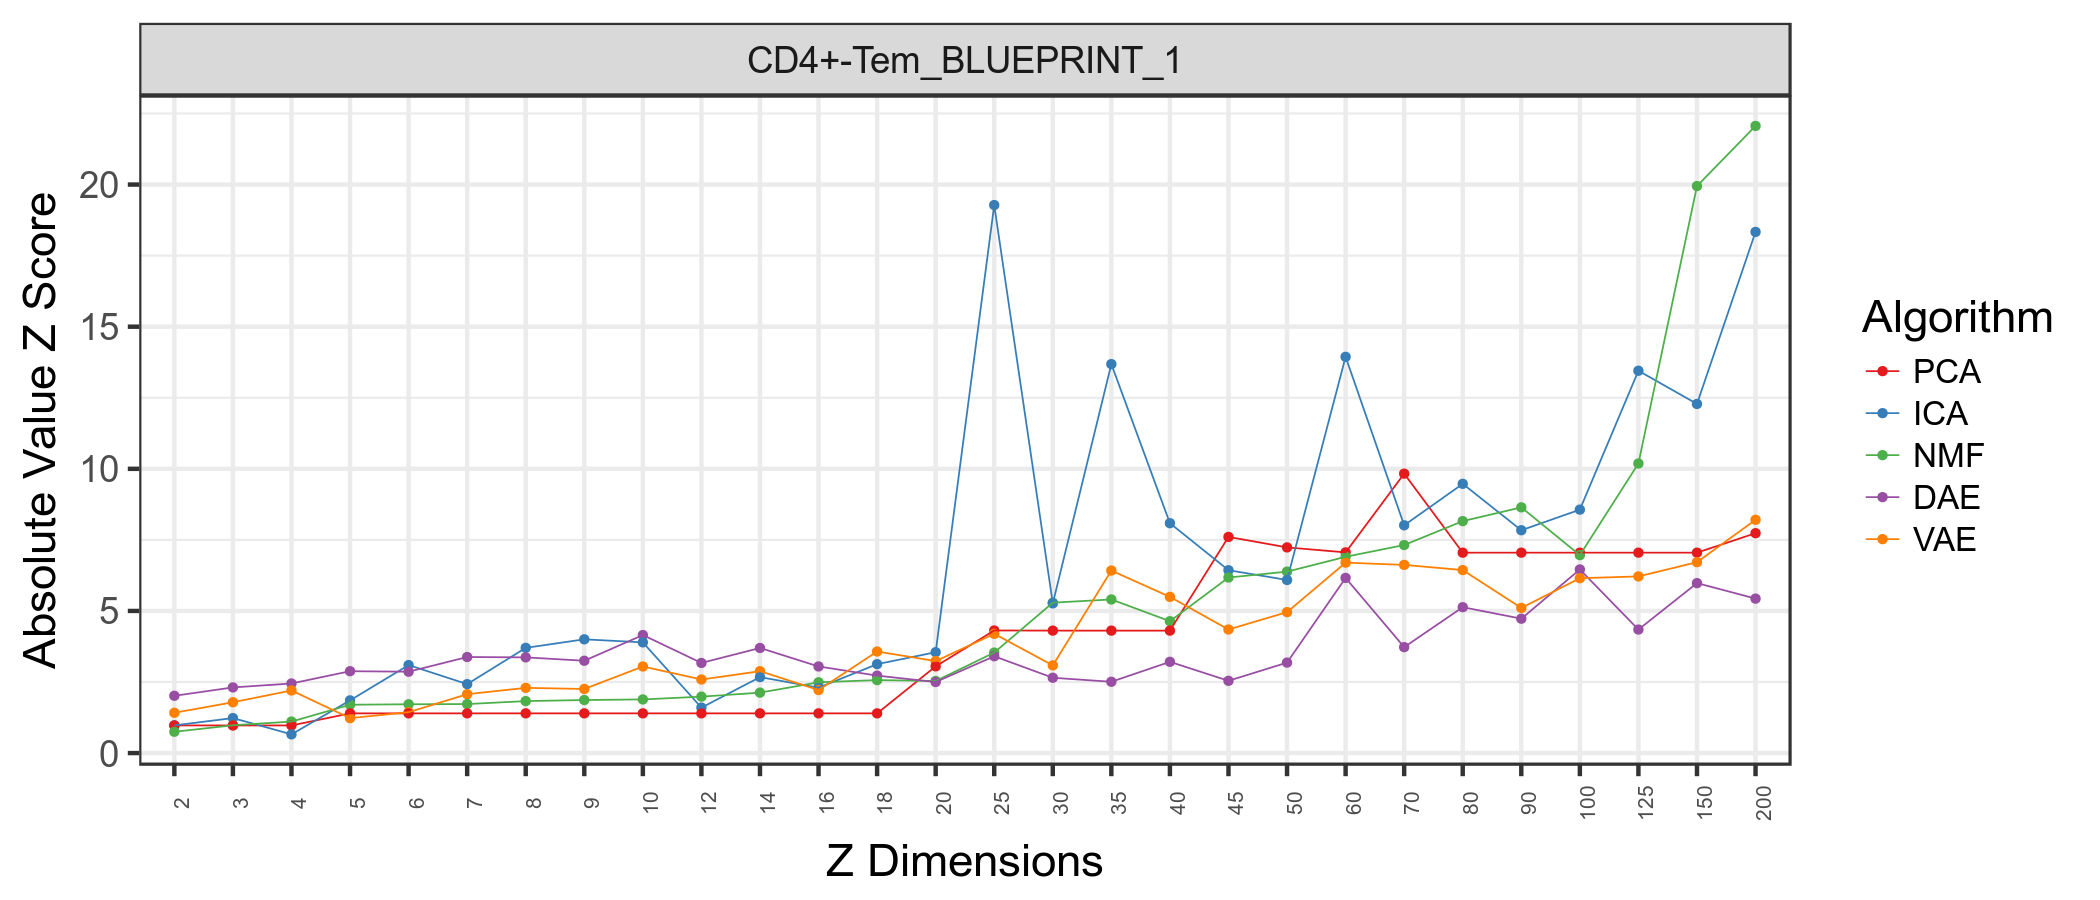 CD4+-Tem_BLUEPRINT_1
Absolute Value Z Score
20
15
10
5
0
2 3 4 5 6 7 8 9 10 12 14 16 18 20 25 30 35 40 45 50 60 70 80 90 100 125 150 200
Z Dimensions
Algorithm
PCA
ICA
NMF
DAE
VAE